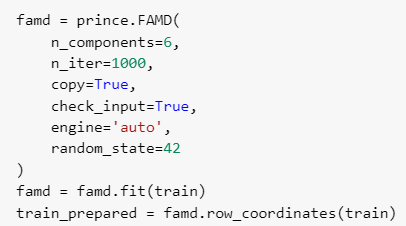 famd = prince.FAMD(
    n_components=6,
    n_iter=1000,
    copy=True,
    check_input=True,
    engine='auto',
    random_state=42
)
famd = famd.fit(train)
train_prepared = famd.row_coordinates(train)